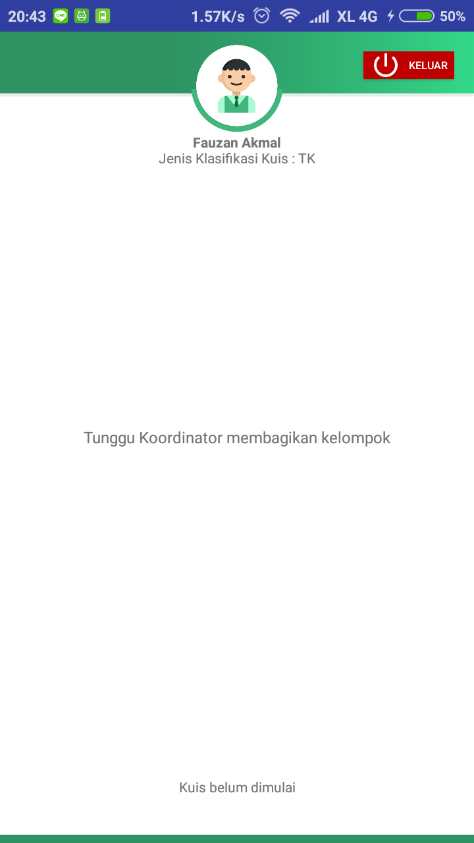 20:43 1.57K/s XL 4G 50%
KELUAR
Fauzan Akmal
Jenis Klasifikasi Kuis : TK
Tunggu Koordinator membagikan kelompok
Kuis belum dimulai